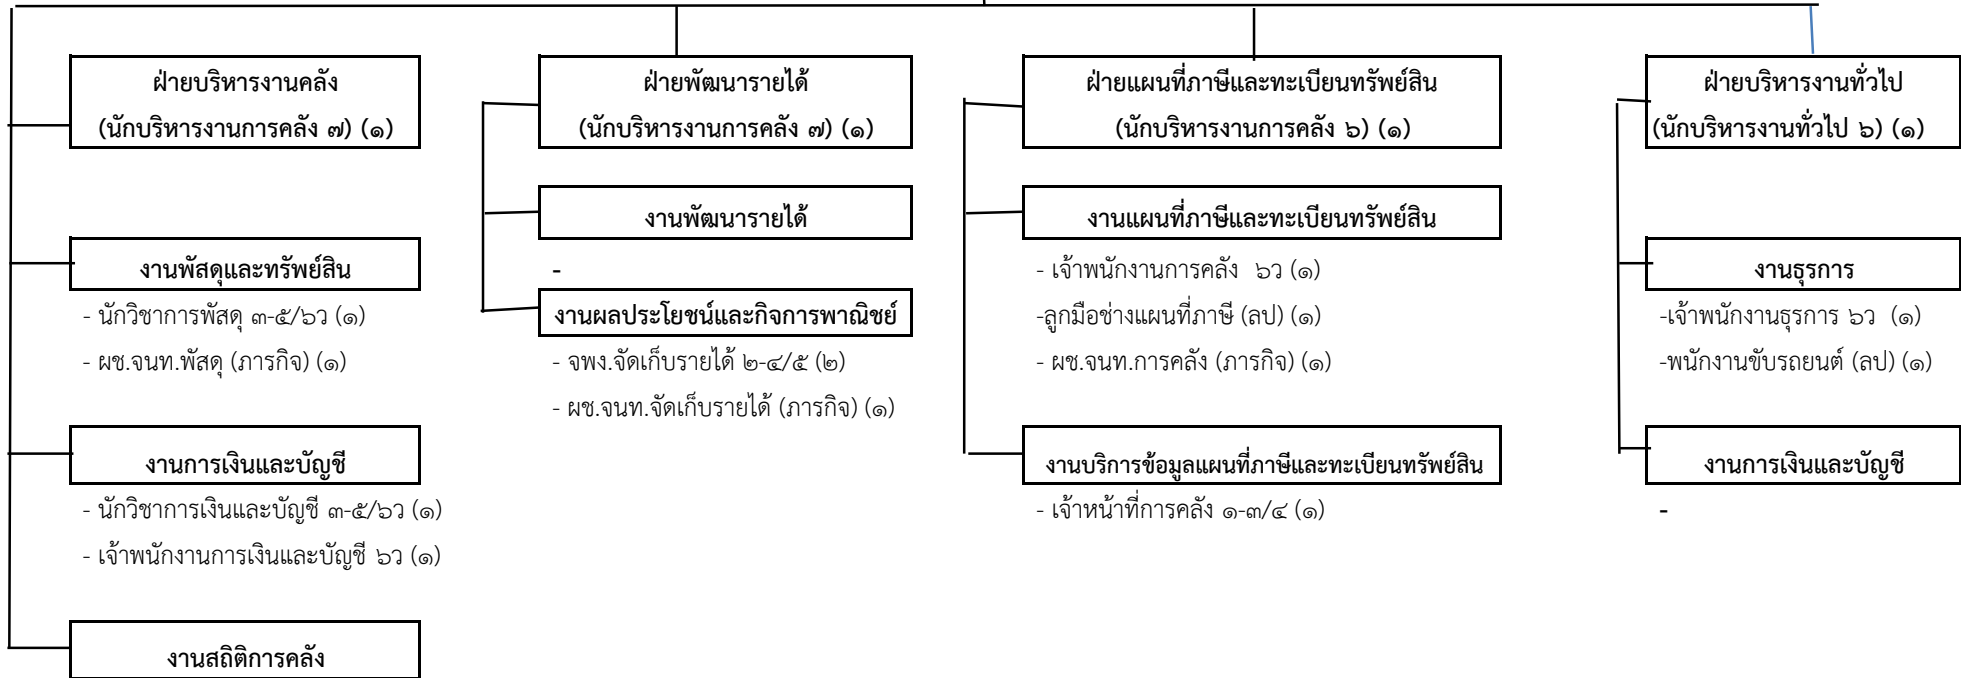 ฝ่ายบริหารงานคลัง
(นักบริหารงานการคลัง ๗) (๑)
งานพัสดุและทรัพย์สิน
- นักวิชาการพัสดุ ๓-๕/๖ว (๑)
- ผช.จนท.พัสดุ (ภารกิจ) (๑)
งานการเงินและบัญชี
- นักวิชาการเงินและบัญชี ๓-๕/๖ว (๑)
- เจ้าพนักงานการเงินและบัญชี ๖ว (๑)
งานสถิติการคลัง
ฝ่ายพัฒนารายได้
(นักบริหารงานการคลัง ๗) (๑)
งานพัฒนารายได้
-
งานผลประโยชน์และกิจการพาณิชย์
- จพง.จัดเก็บรายได้ ๒-๔/๕ (๒)
- ผช.จนท.จัดเก็บรายได้ (ภารกิจ) (๑)
ฝ่ายแผนที่ภาษีและทะเบียนทรัพย์สิน
(นักบริหารงานการคลัง ๖) (๑)
งานแผนที่ภาษีและทะเบียนทรัพย์สิน
- เจ้าพนักงานการคลัง ๖ว (๑)
-ลูกมือช่างแผนที่ภาษี (ลป) (๑)
- ผช.จนท.การคลัง (ภารกิจ) (๑)
งานบริการข้อมูลแผนที่ภาษีและทะเบียนทรัพย์สิน
- เจ้าหน้าที่การคลัง ๑-๓/๔ (๑)
ฝ่ายบริหารงานทั่วไป
(นักบริหารงานทั่วไป ๖) (๑)
งานธุรการ
-เจ้าพนักงานธุรการ ๖ว (๑)
-พนักงานขับรถยนต์ (ลป) (๑)
งานการเงินและบัญชี
-